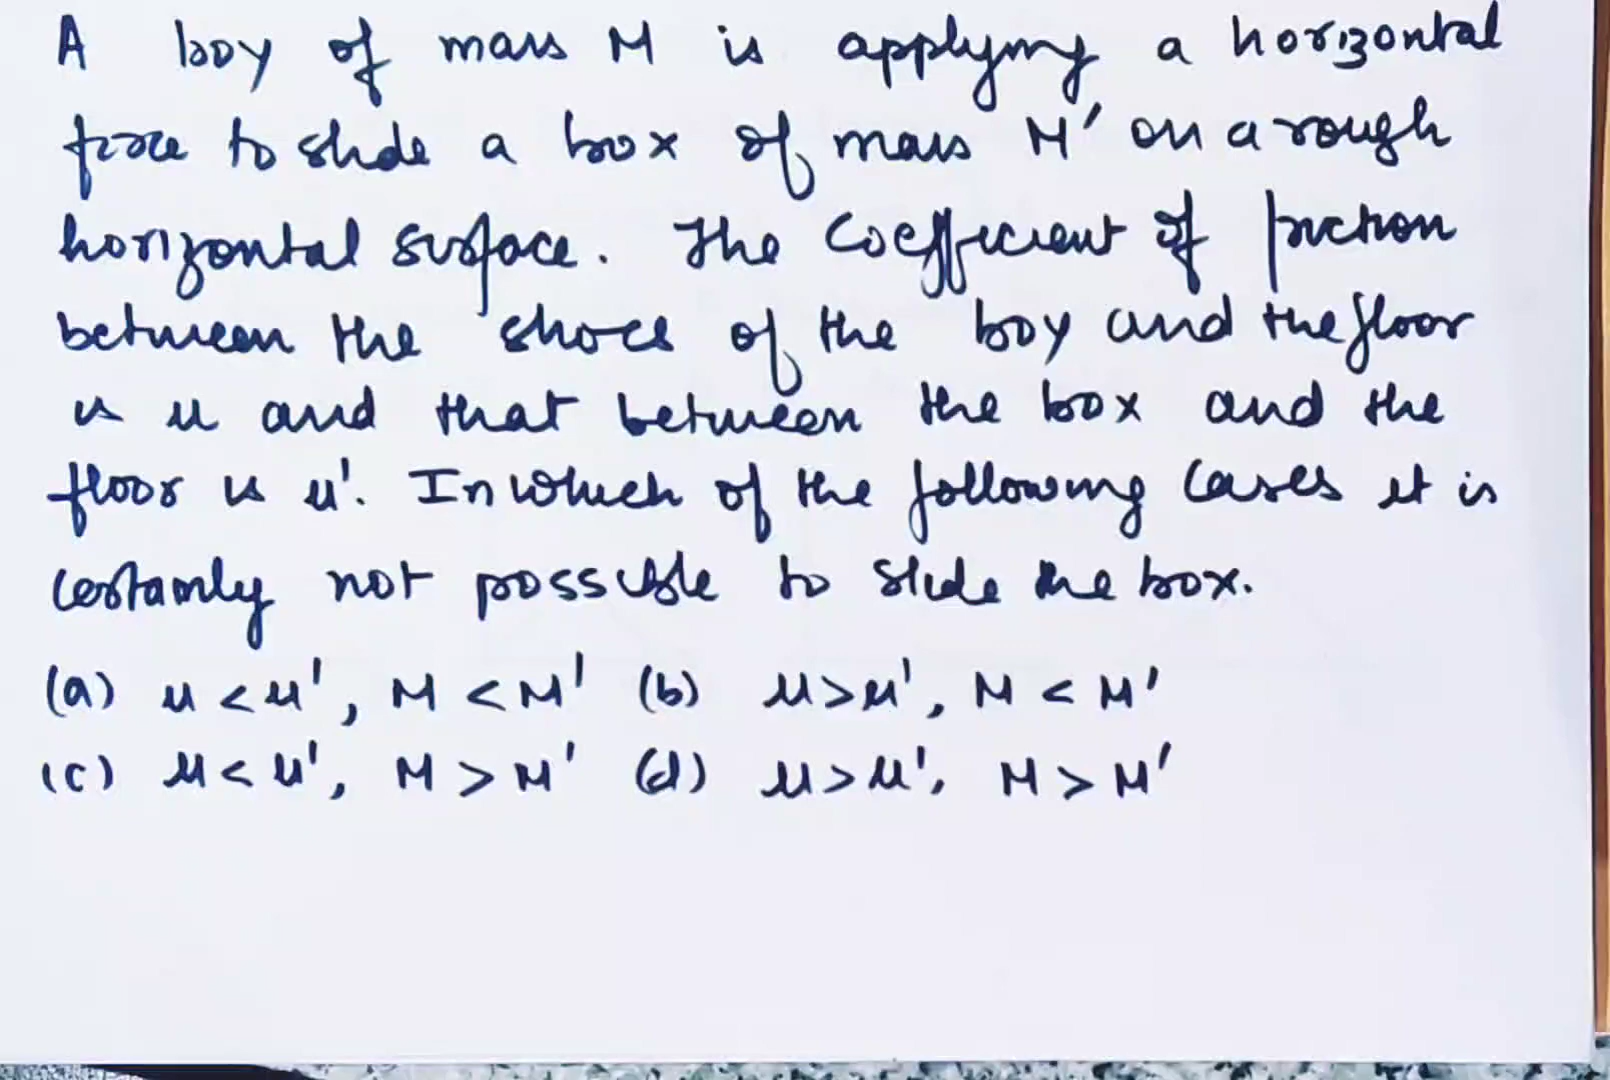 A boy of mass M is applying a horizontal
force to slide a box of mass M' on a rough
horizontal surface. The coefficient of friction
between the shoes of the boy and the floor
is u and that between the box and the
floor is u'. In which of the following cases it is
certainly not possible to slide the box.
(a) u < u', M < M' (b) u > u', M < M'
(c) u < u', M > M' (d) u > u', M > M'